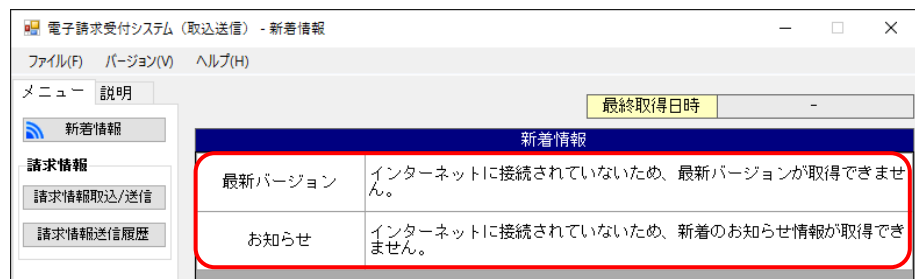 電子請求受付システム（取込送信） - 新着情報
ファイル(F) バージョン(V) ヘルプ(H)
メニュー 説明
最終取得日時 -
新着情報
新着情報
請求情報
請求情報取込/送信
請求情報送信履歴
最新バージョン
インターネットに接続されていないため、最新バージョンが取得できませ
ん。
お知らせ
インターネットに接続されていないため、新着のお知らせ情報が取得でき
ません。